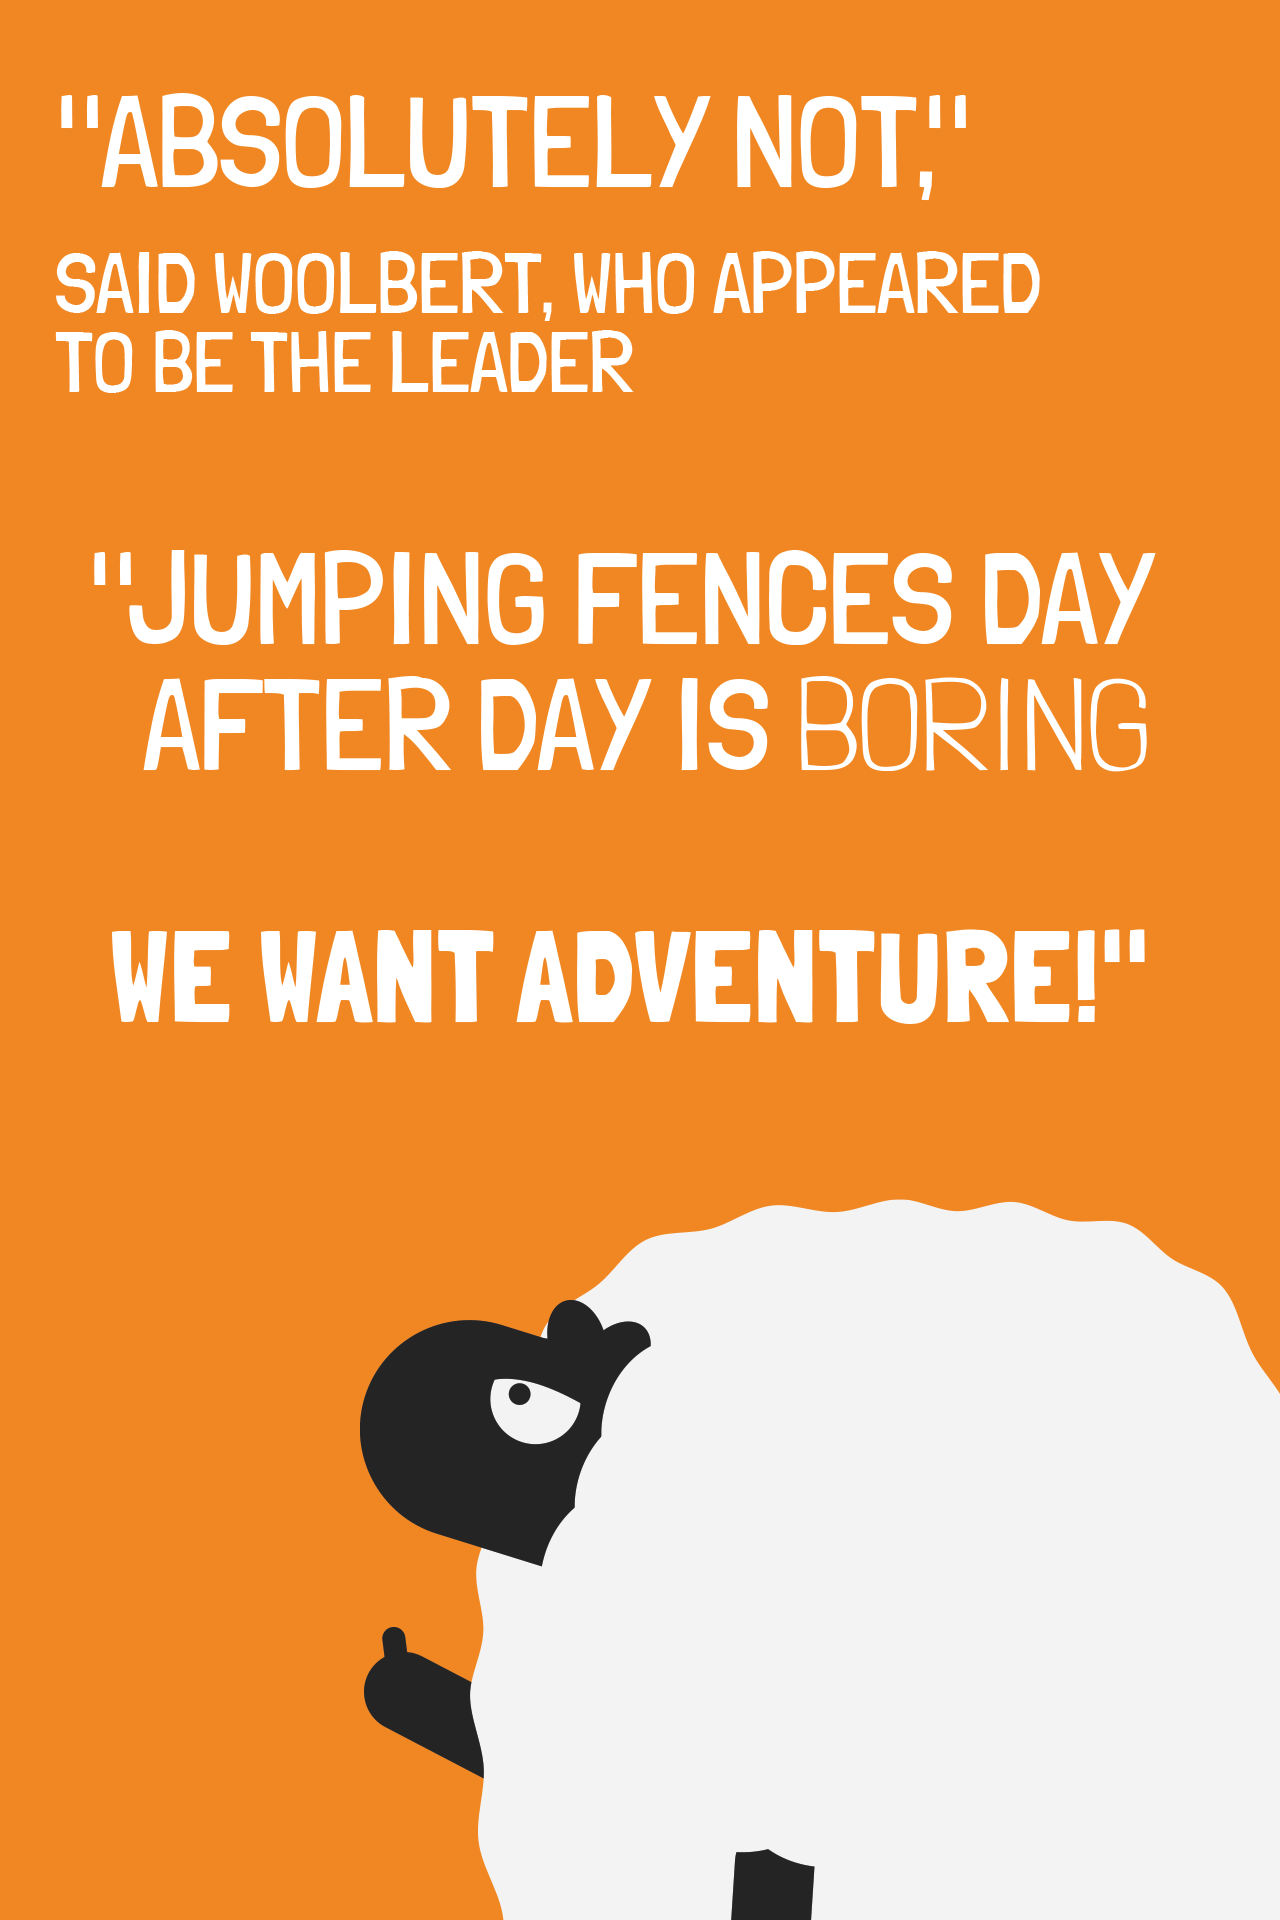 "ABSOLUTELY NOT,"
SAID WOOLBERT, WHO APPEARED
TO BE THE LEADER
"JUMPING FENCES DAY
AFTER DAY IS BORING
WE WANT ADVENTURE!"